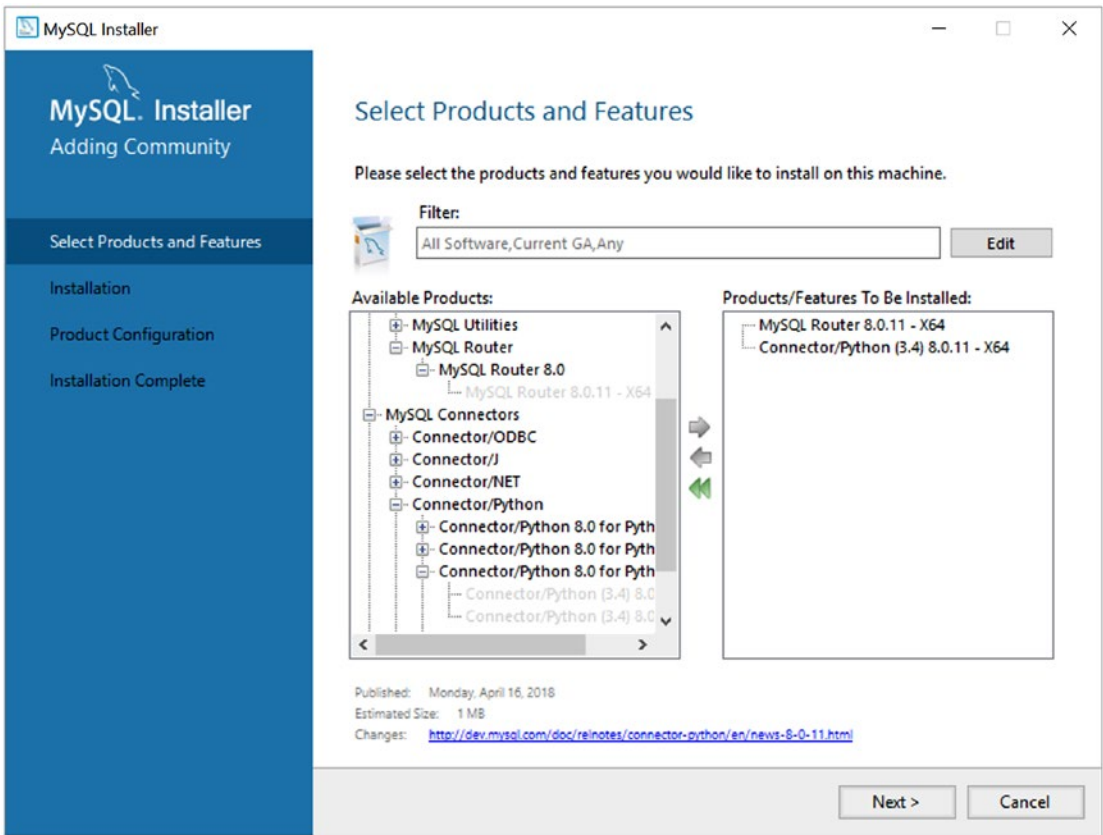 MySQL Installer
MySQL. Installer
Adding Community
Select Products and Features
Installation
Product Configuration
Installation Complete
Select Products and Features
Please select the products and features you would like to install on this machine.
Filter:
All Software,Current GA,Any
Edit
Available Products:
MySQL Utilities
MySQL Router
MySQL Router 8.0
MySQL Router 8.0.11 - X64
MySQL Connectors
Connector/ODBC
Connector/J
Connector/NET
Connector/Python
Connector/Python 8.0 for Pyth
Connector/Python 8.0 for Pyth
Connector/Python 8.0 for Pyth
Connector/Python (3.4) 8.0
Connector/Python (3.4) 8.0
Products/Features To Be Installed:
MySQL Router 8.0.11 - X64
Connector/Python (3.4) 8.0.11 - X64
Published: Monday, April 16, 2018
Estimated Size: 1 MB
Changes: http://dev.mysql.com/doc/relnotes/connector-python/en/news-8-0-11.html
Next >
Cancel